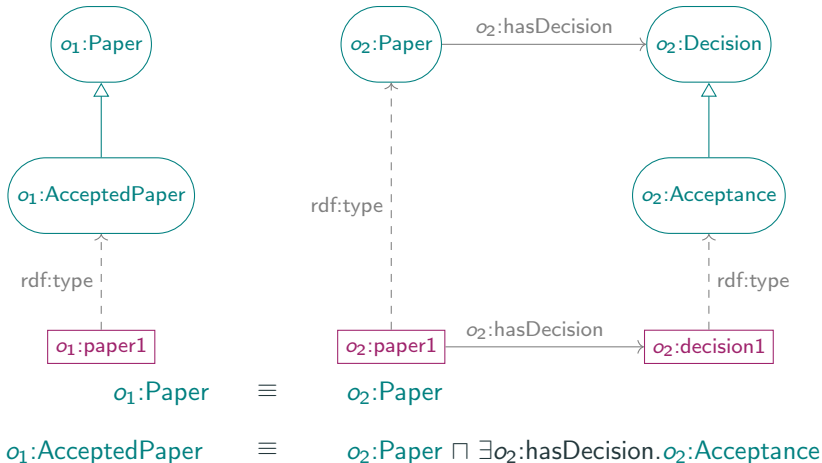 o₁:Paper
o₂:Paper
o₂:hasDecision
o₂:Decision
o₁:AcceptedPaper
rdf:type
o₂:Acceptance
rdf:type
rdf:type
o₁:paper1
o₂:paper1
o₂:hasDecision
o₂:decision1
o₁:Paper ≡ o₂:Paper
o₁:AcceptedPaper ≡ o₂:Paper ⊓ ∃o₂:hasDecision.o₂:Acceptance